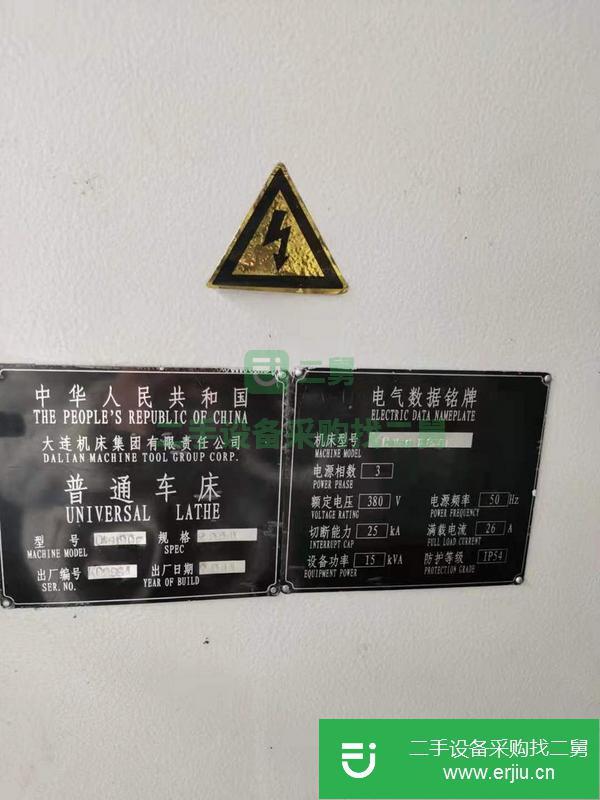 二舅
二手设备采购找二舅
中华人民共和国
THE PEOPLE'S REPUBLIC OF CHINA
大连机床集团有限责任公司
DALIAN MACHINE TOOL GROUP CORP.
普通车床
UNIVERSAL LATHE
型号 规格
MACHINE MODEL SPEC
出厂编号 出厂日期
SER.NO. YEAR OF BUILD
电气数据铭牌
ELECTRIC DATA NAMEPLATE
机床型号
MACHINE MODEL
电源相数 3
POWER PHASE
额定电压 380 V 电源频率 50 Hz
VOLTAGE RATING POWER FREQUENCY
切断能力 25 kA 满载电流 26 A
INTERRUPT CAP FULL LOAD CURRENT
设备功率 15 kVA 防护等级 IP54
EQUIPMENT POWER PROTECTION GRADE
二手设备采购找二舅
www.erjiu.cn